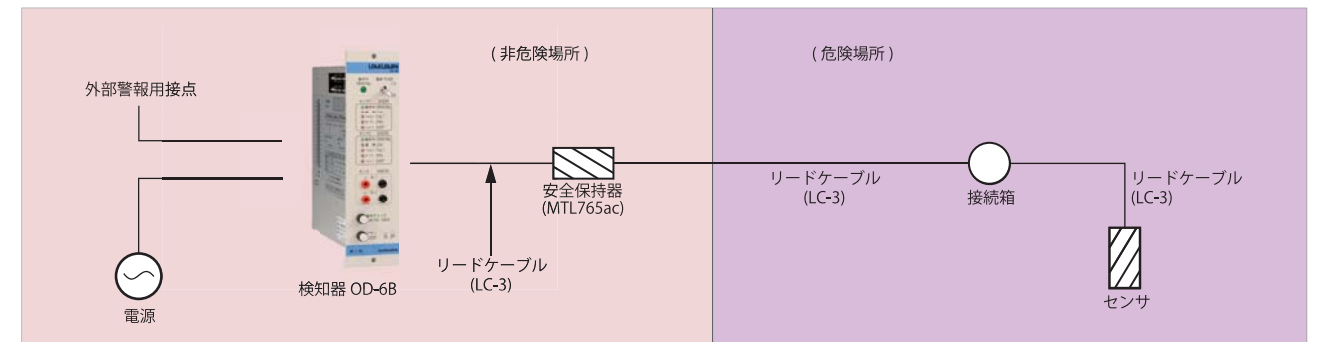 ( 非危険場所 )
( 危険場所 )
外部警報用接点
電源
検知器 OD-6B
リードケーブル
(LC-3)
安全保持器
(MTL765ac)
リードケーブル
(LC-3)
接続箱
リードケーブル
(LC-3)
センサ